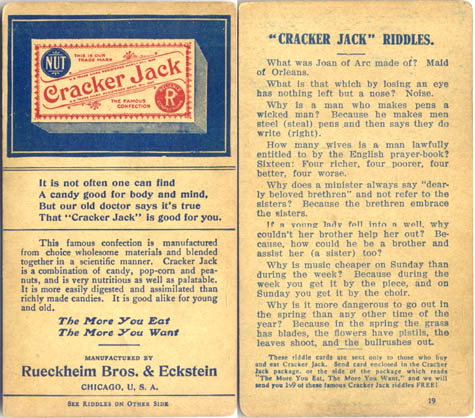 THIS IS OUR
TRADE MARK
NUT
Cracker Jack
THE FAMOUS
CONFECTION
R
It is not often one can find
A candy good for body and mind,
But our old doctor says it's true
That "Cracker Jack" is good for you.
This famous confection is manufactured
from choice wholesome materials and blended
together in a scientific manner. Cracker Jack
is a combination of candy, pop-corn and pea-
nuts, and is very nutritious as well as palatable.
It is more easily digested and assimilated than
richly made candies. It is good alike for young
and old.
The More You Eat
The More You Want
MANUFACTURED BY
Rueckheim Bros. & Eckstein
CHICAGO, U. S. A.
SEE RIDDLES ON OTHER SIDE
"CRACKER JACK" RIDDLES.
What was Joan of Arc made of? Maid
of Orleans.
What is that which by losing an eye
has nothing left but a nose? Noise.
Why is a man who makes pens a
wicked man? Because he makes men
steel (steal) pens and then says they do
write (right).
How many wives is a man lawfully
entitled to by the English prayer-book?
Sixteen: Four richer, four poorer, four
better, four worse.
Why does a minister always say "dear-
ly beloved brethren" and not refer to the
sisters? Because the brethren embrace
the sisters.
If a young lady fell into a well, why
couldn't her brother help her out? Be-
cause, how could he be a brother and
assist her (a sister) too?
Why is music cheaper on Sunday than
during the week? Because during the
week you get it by the piece, and on
Sunday you get it by the choir.
Why is it more dangerous to go out in
the spring than any other time of the
year? Because in the spring the grass
has blades, the flowers have pistils, the
leaves shoot, and the bullrushes out.
These riddle cards are sent only to those who buy
and eat Cracker Jack. Send card enclosed in the Cracker
Jack package, or the side of the package which reads
"The More You Eat, The More You Want," and we will
send you of these famous Cracker Jack riddles FREE!
19